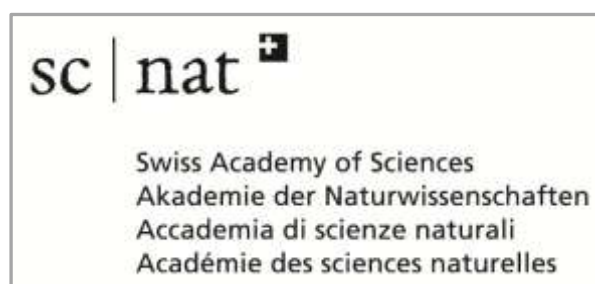 sc | nat
Swiss Academy of Sciences
Akademie der Naturwissenschaften
Accademia di scienze naturali
Académie des sciences naturelles